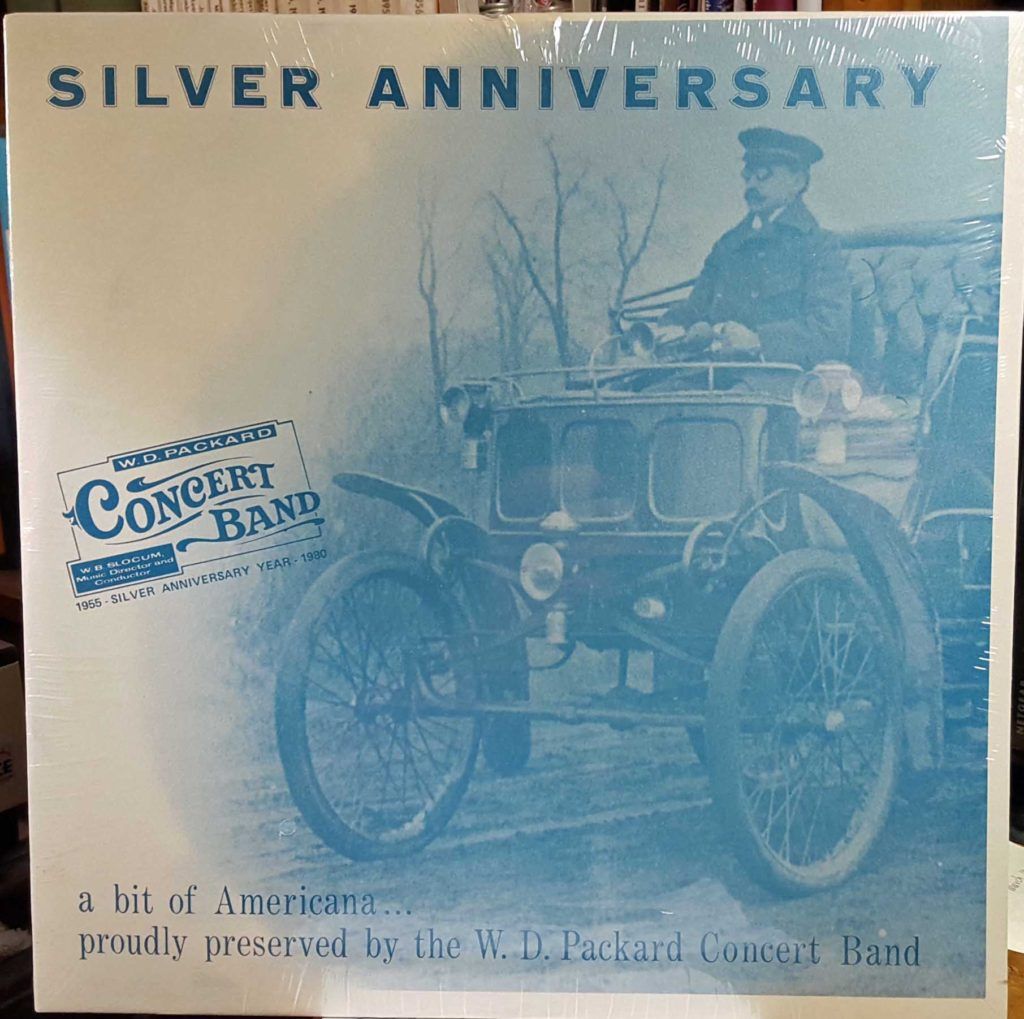 SILVER ANNIVERSARY
W. D. PACKARD
CONCERT
BAND
W. B. SLOCUM,
Music Director and
Conductor
1955 - SILVER ANNIVERSARY YEAR - 1980
a bit of Americana...
proudly preserved by the W. D. Packard Concert Band
NETGEAR